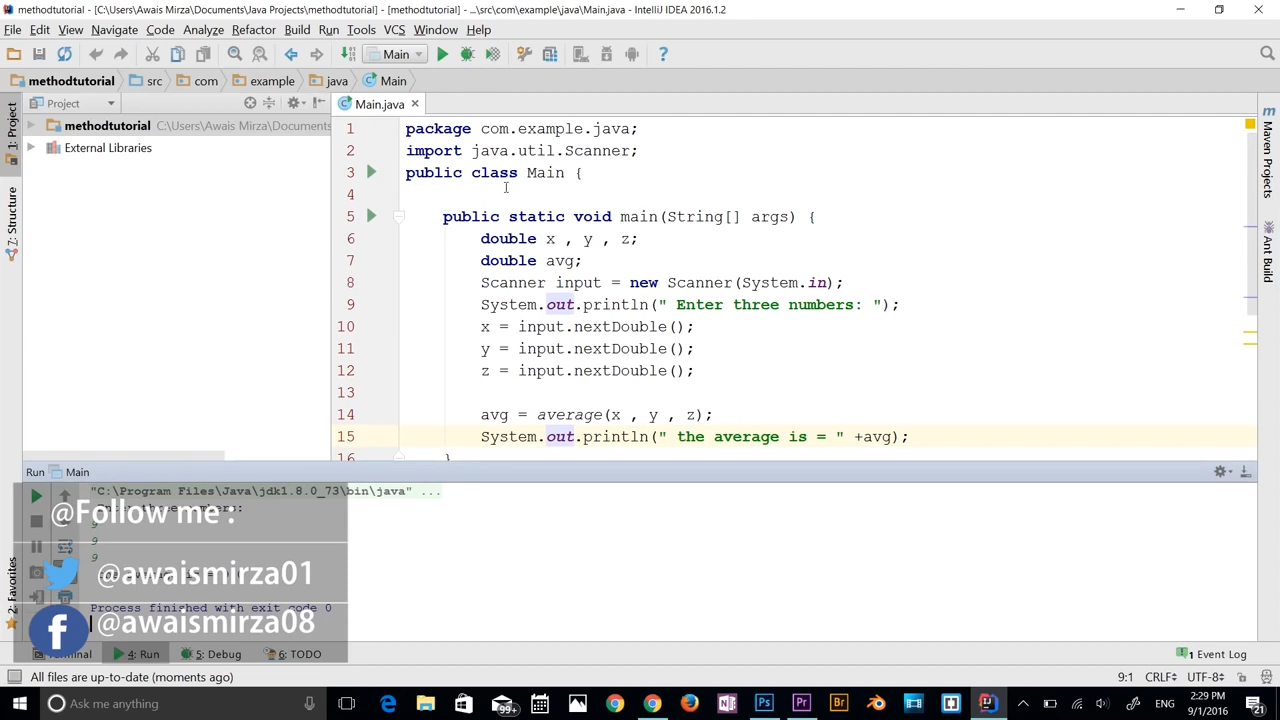 methodtutorial - [C:\Users\Awais Mirza\Documents\Java Projects\methodtutorial] - [methodtutorial] - ...\src\com\example\java\Main.java - IntelliJ IDEA 2016.1.2
File Edit View Navigate Code Analyze Refactor Build Run Tools VCS Window Help
Main
methodtutorial src com example java Main
1: Project
7: Structure
2: Favorites
Project
methodtutorial C:\Users\Awais Mirza\Documents
External Libraries
Main.java
1 package com.example.java;
2 import java.util.Scanner;
3 public class Main {
4
5 public static void main(String[] args) {
6 double x , y , z;
7 double avg;
8 Scanner input = new Scanner(System.in);
9 System.out.println(" Enter three numbers: ");
10 x = input.nextDouble();
11 y = input.nextDouble();
12 z = input.nextDouble();
13
14 avg = average(x , y , z);
15 System.out.println(" the average is = " +avg);
16 }
Maven Projects
Ant Build
Run Main
"C:\Program Files\Java\jdk1.8.0_73\bin\java" ...
@Follow me :
9
9
9
@awaismirza01
Process finished with exit code 0
@awaismirza08
Terminal 4: Run 5: Debug 6: TODO 1 Event Log
All files are up-to-date (moments ago) 9:1 CRLF UTF-8
Ask me anything 99+ ENG 2:29 PM
9/1/2016 21